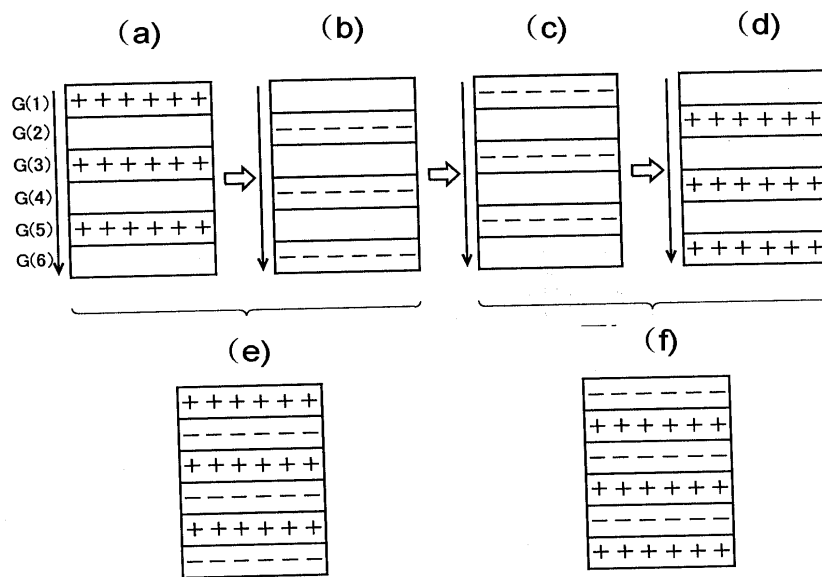 (a)
(b)
(c)
(d)
G(1) + + + + + +
G(2) − − − − − −
G(3) + + + + + +
G(4) − − − − − −
G(5) + + + + + +
G(6) − − − − − −
− − − − − −
+ + + + + +
− − − − − −
+ + + + + +
− − − − − −
+ + + + + +
(e)
(f)
+ + + + + +
− − − − − −
+ + + + + +
− − − − − −
+ + + + + +
− − − − − −
− − − − − −
+ + + + + +
− − − − − −
+ + + + + +
− − − − − −
+ + + + + +